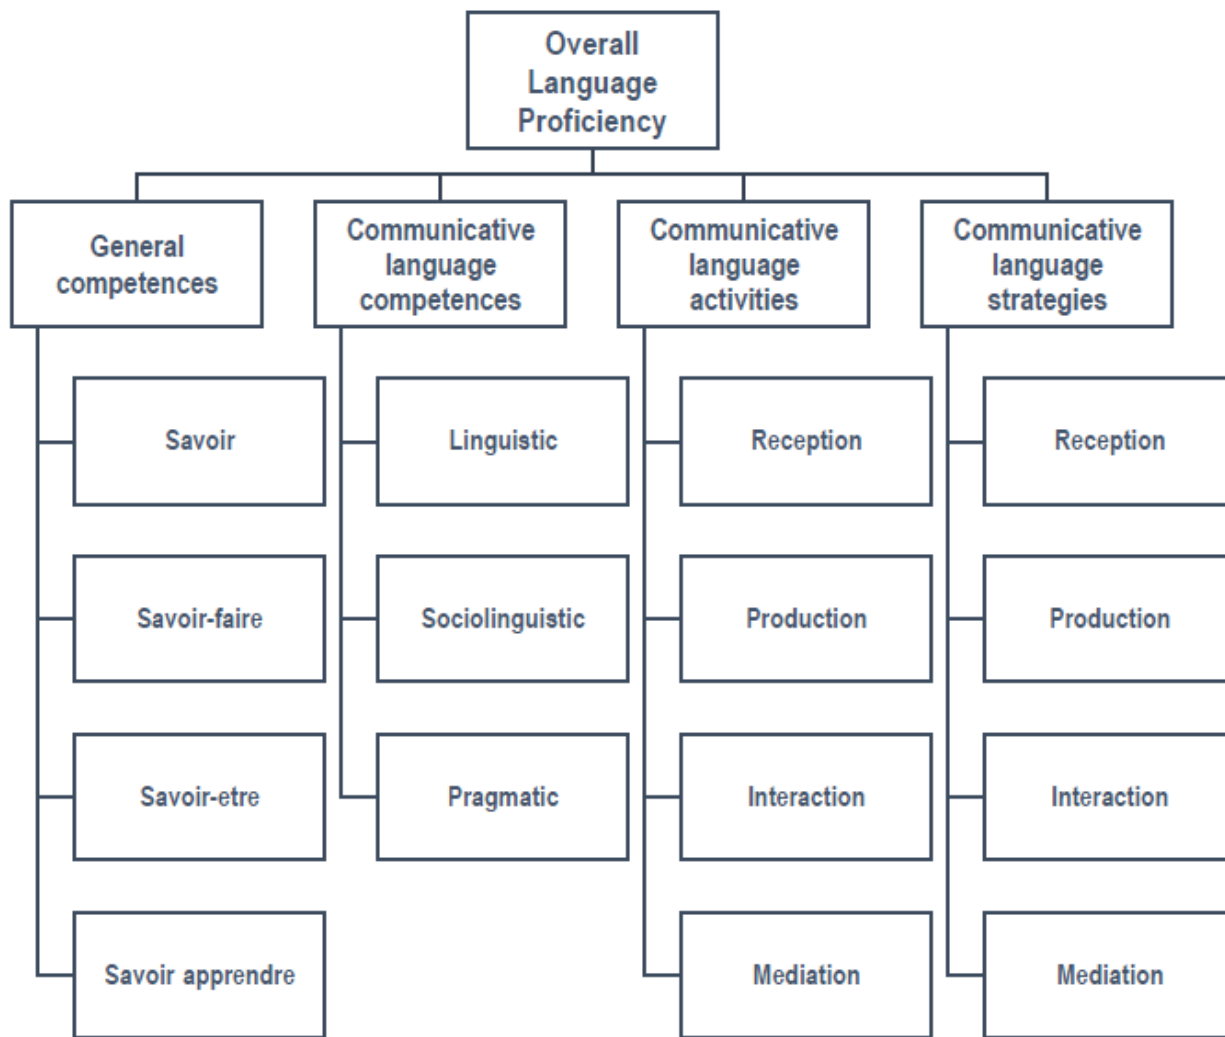 Overall
Language
Proficiency
General
competences
Communicative
language
competences
Communicative
language
activities
Communicative
language
strategies
Savoir
Linguistic
Reception
Reception
Savoir-faire
Sociolinguistic
Production
Production
Savoir-etre
Pragmatic
Interaction
Interaction
Savoir apprendre
Mediation
Mediation